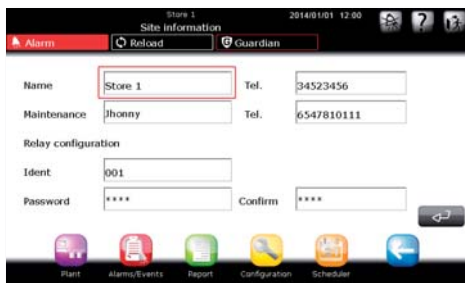 Store 1
2014/01/01 12:00
Site information
Alarm
Reload
Guardian
Name
Store 1
Tel.
34523456
Maintenance
Jhonny
Tel.
6547810111
Relay configuration
Ident
001
Password
****
Confirm
****
Plant
Alarms/Events
Report
Configuration
Scheduler